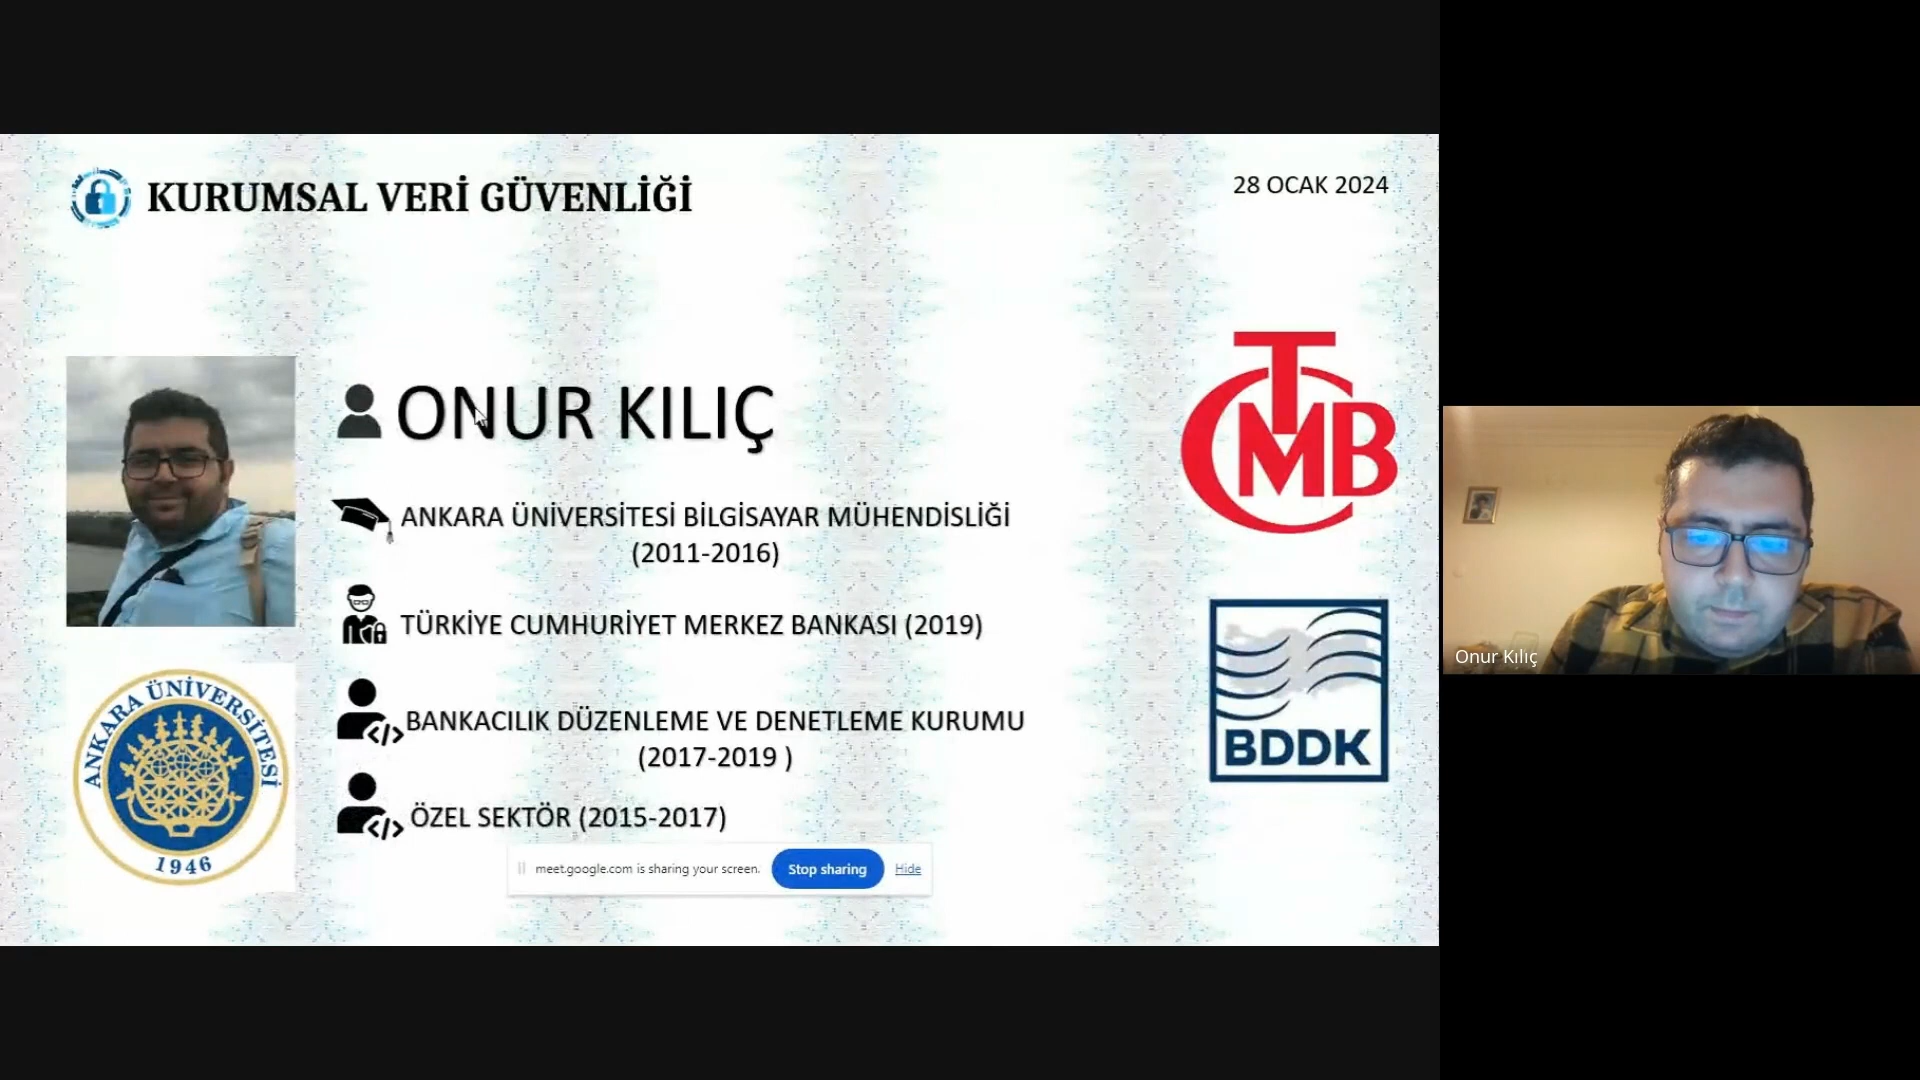 KURUMSAL VERİ GÜVENLİĞİ
28 OCAK 2024
ONUR KILIÇ
ANKARA ÜNİVERSİTESİ BİLGİSAYAR MÜHENDİSLİĞİ
(2011-2016)
TÜRKİYE CUMHURİYET MERKEZ BANKASI (2019)
BANKACILIK DÜZENLEME VE DENETLEME KURUMU
(2017-2019 )
ÖZEL SEKTÖR (2015-2017)
ANKARA ÜNİVERSİTESİ
1946
TCMB
BDDK
meet.google.com is sharing your screen.
Stop sharing
Hide
Onur Kılıç